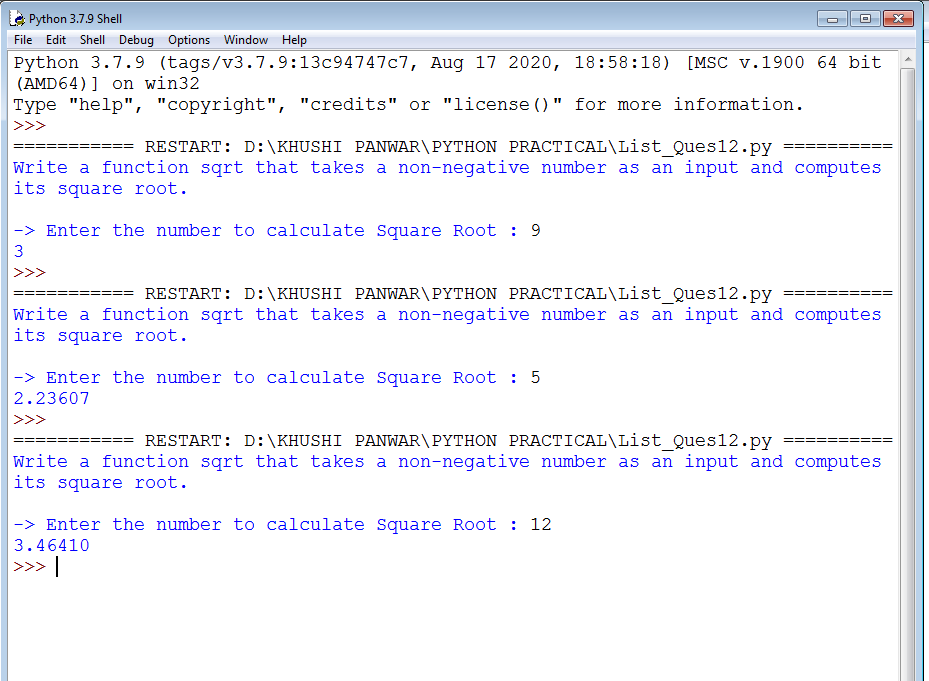 Python 3.7.9 Shell
File Edit Shell Debug Options Window Help
Python 3.7.9 (tags/v3.7.9:13c94747c7, Aug 17 2020, 18:58:18) [MSC v.1900 64 bit
(AMD64)] on win32
Type "help", "copyright", "credits" or "license()" for more information.
>>>
=========== RESTART: D:\KHUSHI PANWAR\PYTHON PRACTICAL\List_Ques12.py ==========
Write a function sqrt that takes a non-negative number as an input and computes
its square root.

-> Enter the number to calculate Square Root : 9
3
>>>
=========== RESTART: D:\KHUSHI PANWAR\PYTHON PRACTICAL\List_Ques12.py ==========
Write a function sqrt that takes a non-negative number as an input and computes
its square root.

-> Enter the number to calculate Square Root : 5
2.23607
>>>
=========== RESTART: D:\KHUSHI PANWAR\PYTHON PRACTICAL\List_Ques12.py ==========
Write a function sqrt that takes a non-negative number as an input and computes
its square root.

-> Enter the number to calculate Square Root : 12
3.46410
>>>